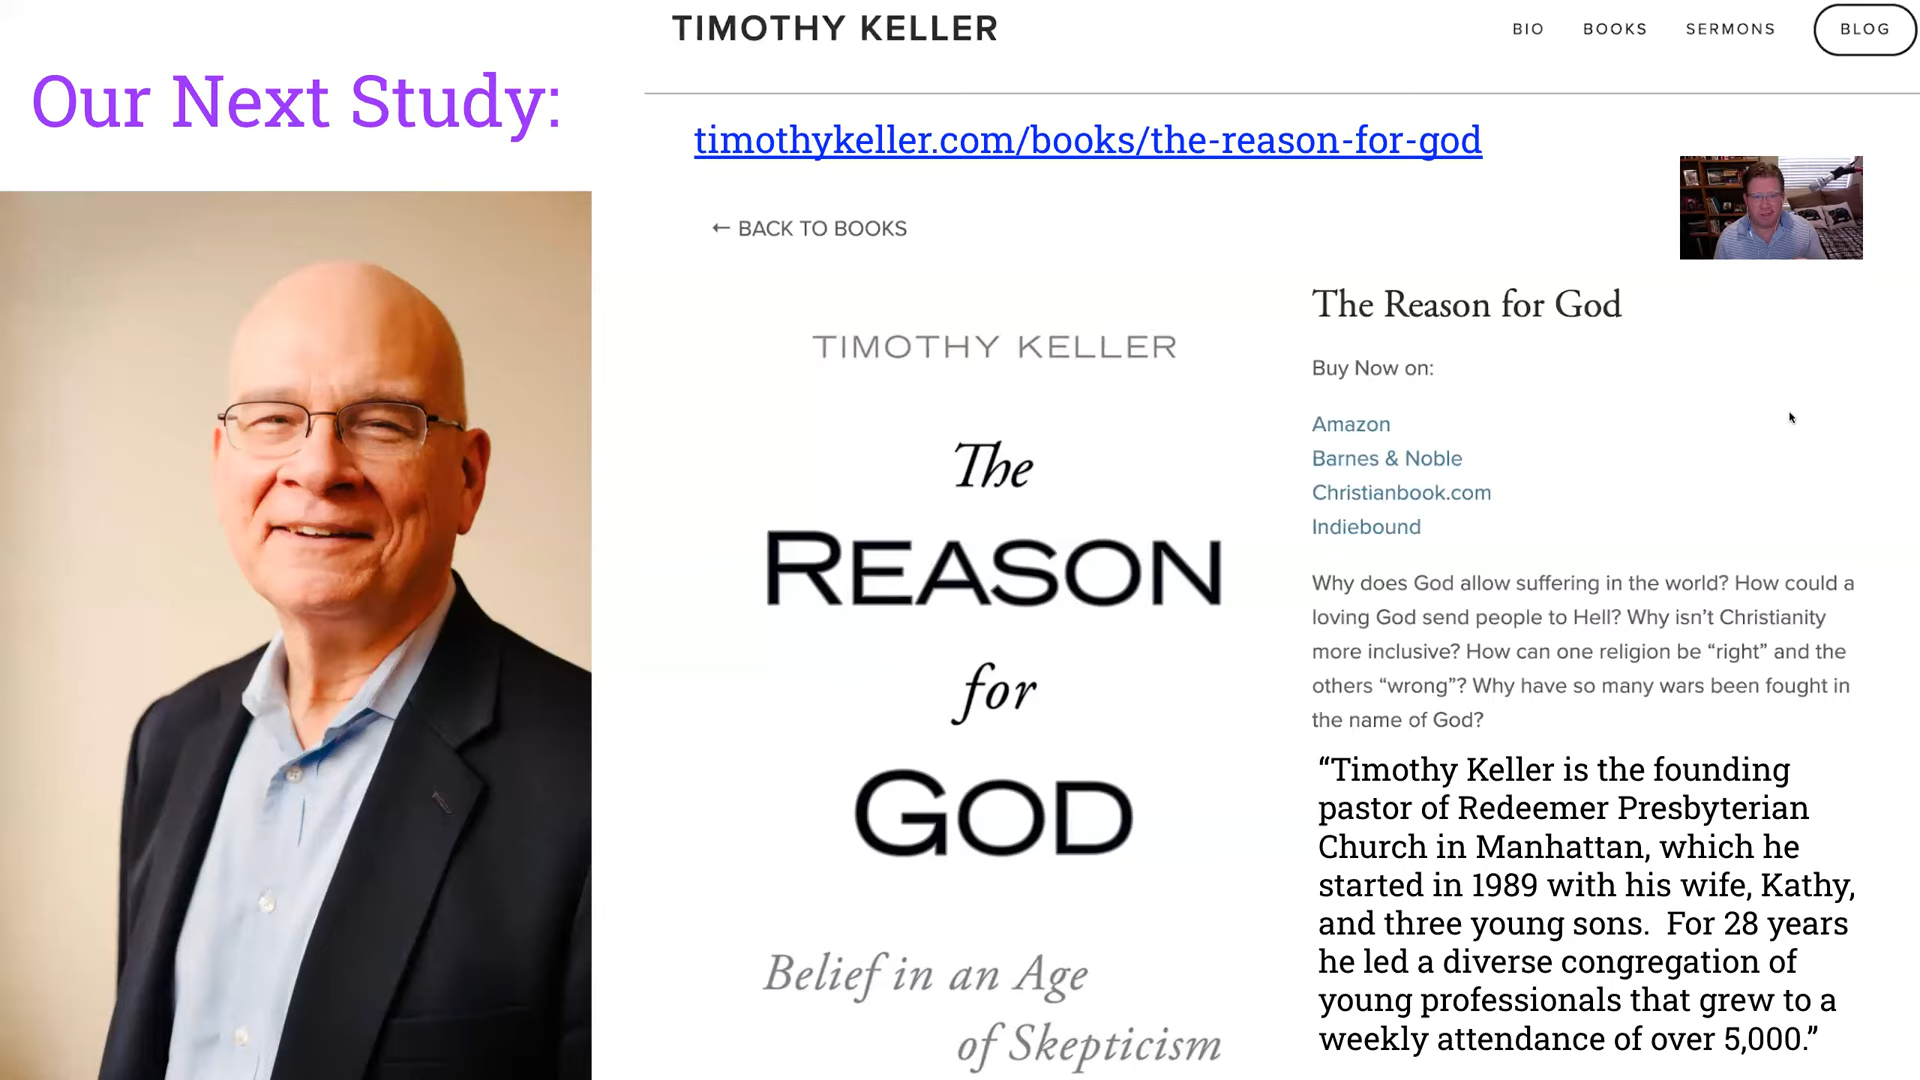 TIMOTHY KELLER
BIO
BOOKS
SERMONS
BLOG
Our Next Study:
timothykeller.com/books/the-reason-for-god
← BACK TO BOOKS
TIMOTHY KELLER
The
REASON
for
GOD
Belief in an Age
of Skepticism
The Reason for God
Buy Now on:
Amazon
Barnes & Noble
Christianbook.com
Indiebound
Why does God allow suffering in the world? How could a
loving God send people to Hell? Why isn’t Christianity
more inclusive? How can one religion be “right” and the
others “wrong”? Why have so many wars been fought in
the name of God?
“Timothy Keller is the founding
pastor of Redeemer Presbyterian
Church in Manhattan, which he
started in 1989 with his wife, Kathy,
and three young sons.  For 28 years
he led a diverse congregation of
young professionals that grew to a
weekly attendance of over 5,000.”